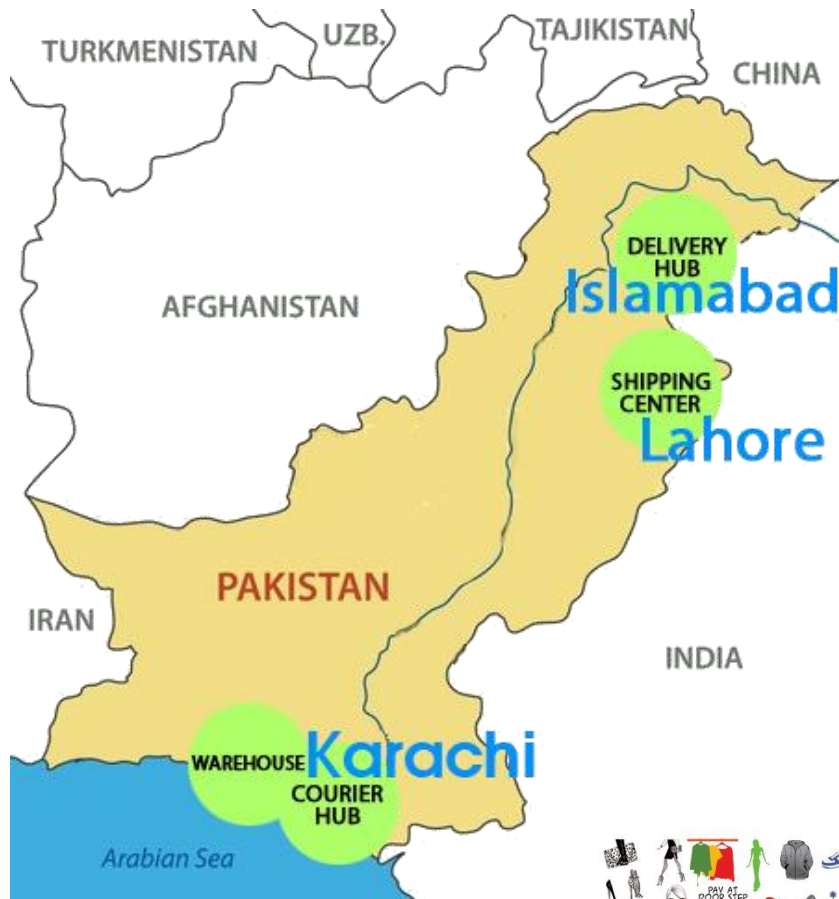 TURKMENISTAN
UZB.
TAJIKISTAN
CHINA
DELIVERY
HUB
Islamabad
AFGHANISTAN
SHIPPING
CENTER
Lahore
PAKISTAN
IRAN
INDIA
WAREHOUSE
Karachi
COURIER
HUB
Arabian Sea
PAY AT
DOOR STEP